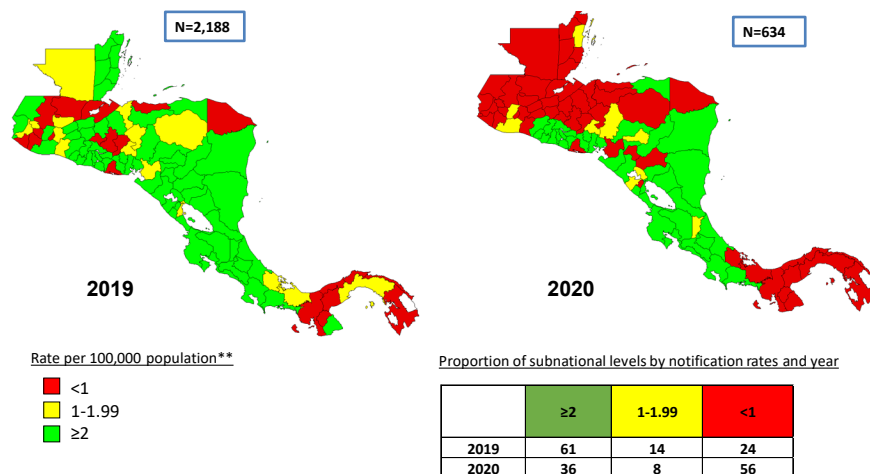 N=2,188
N=634
2019
2020
Rate per 100,000 population**
<1
1-1.99
≥2
Proportion of subnational levels by notification rates and year
≥2 1-1.99 <1
2019 61 14 24
2020 36 8 56